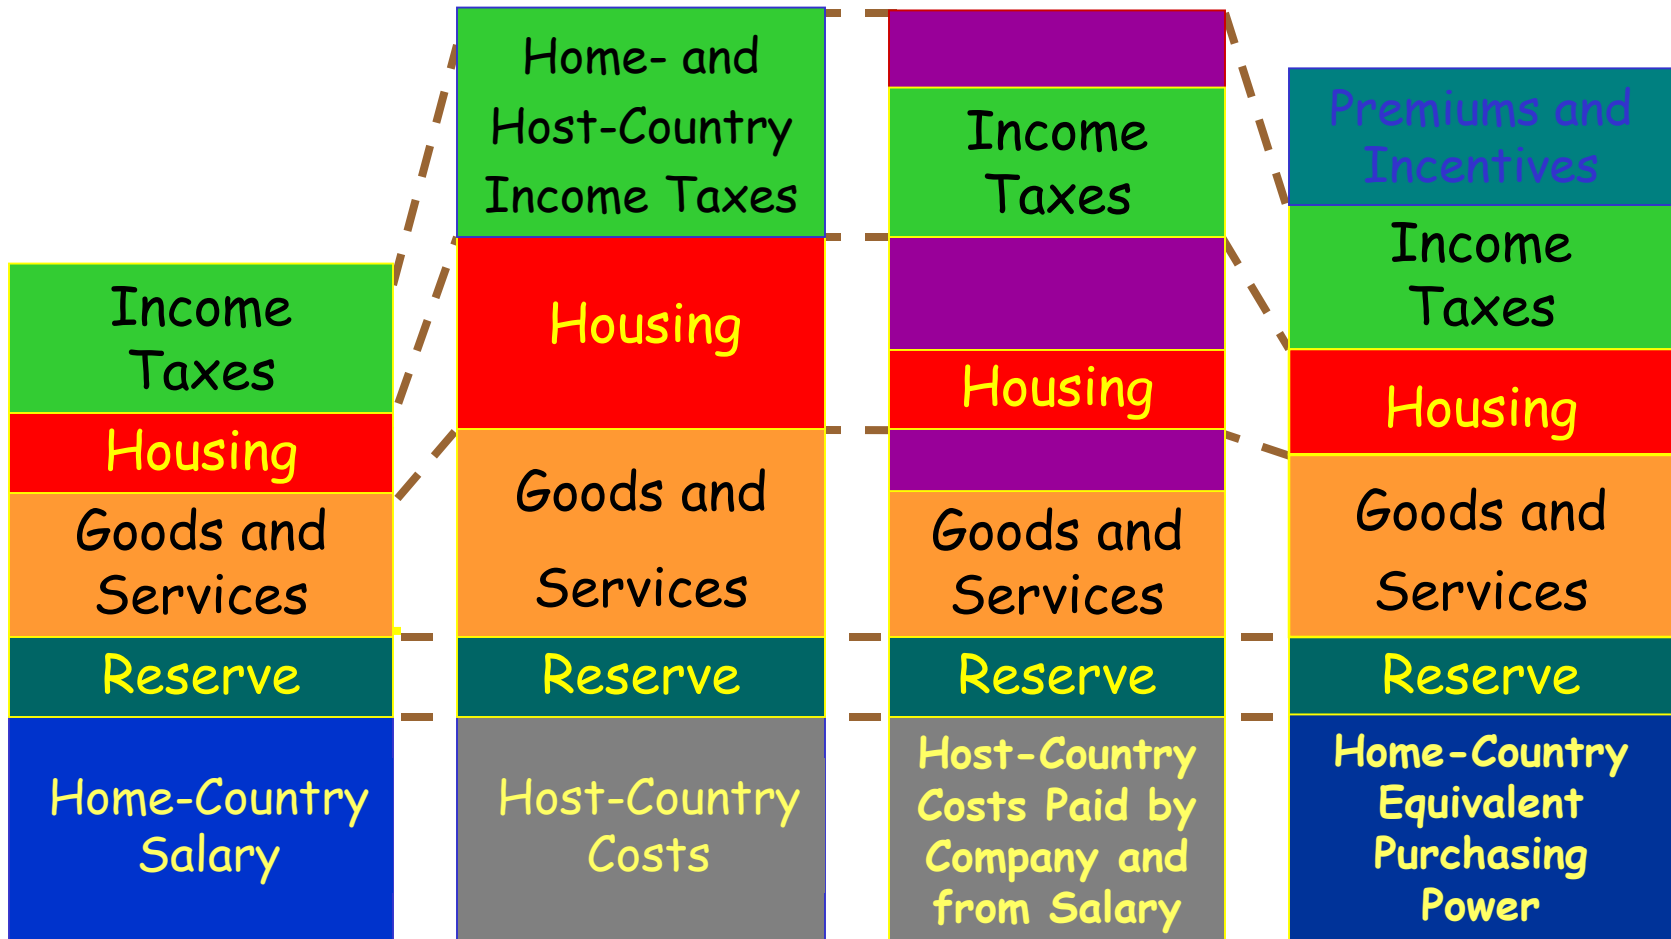 Income
Taxes
Housing
Goods and
Services
Reserve
Home-Country
Salary
Home- and
Host-Country
Income Taxes
Housing
Goods and
Services
Reserve
Host-Country
Costs
Income
Taxes
Housing
Goods and
Services
Reserve
Host-Country
Costs Paid by
Company and
from Salary
Premiums and
Incentives
Income
Taxes
Housing
Goods and
Services
Reserve
Home-Country
Equivalent
Purchasing
Power